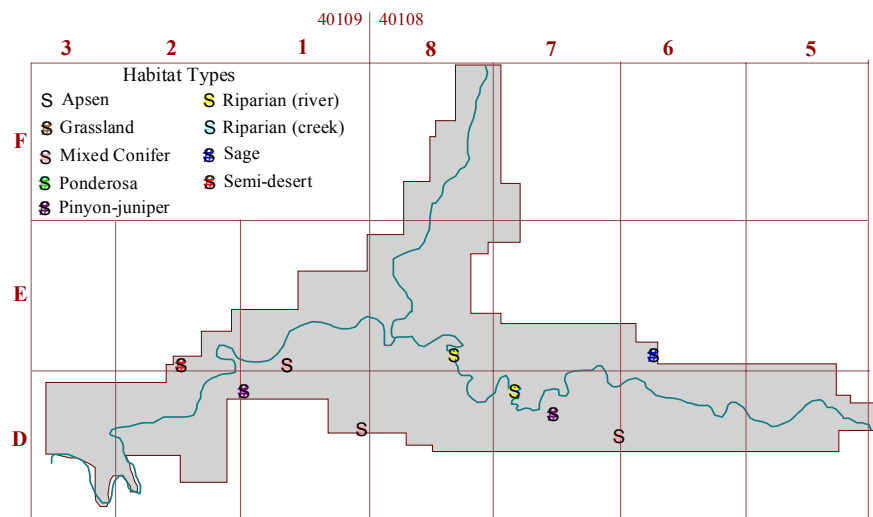 40109 40108
3 2 1 8 7 6 5
Habitat Types
S Apsen
S Riparian (river)
S Grassland
S Riparian (creek)
S Mixed Conifer
S Sage
S Ponderosa
S Semi-desert
S Pinyon-juniper
F
E
S S
S S
S S
S S
D
S S